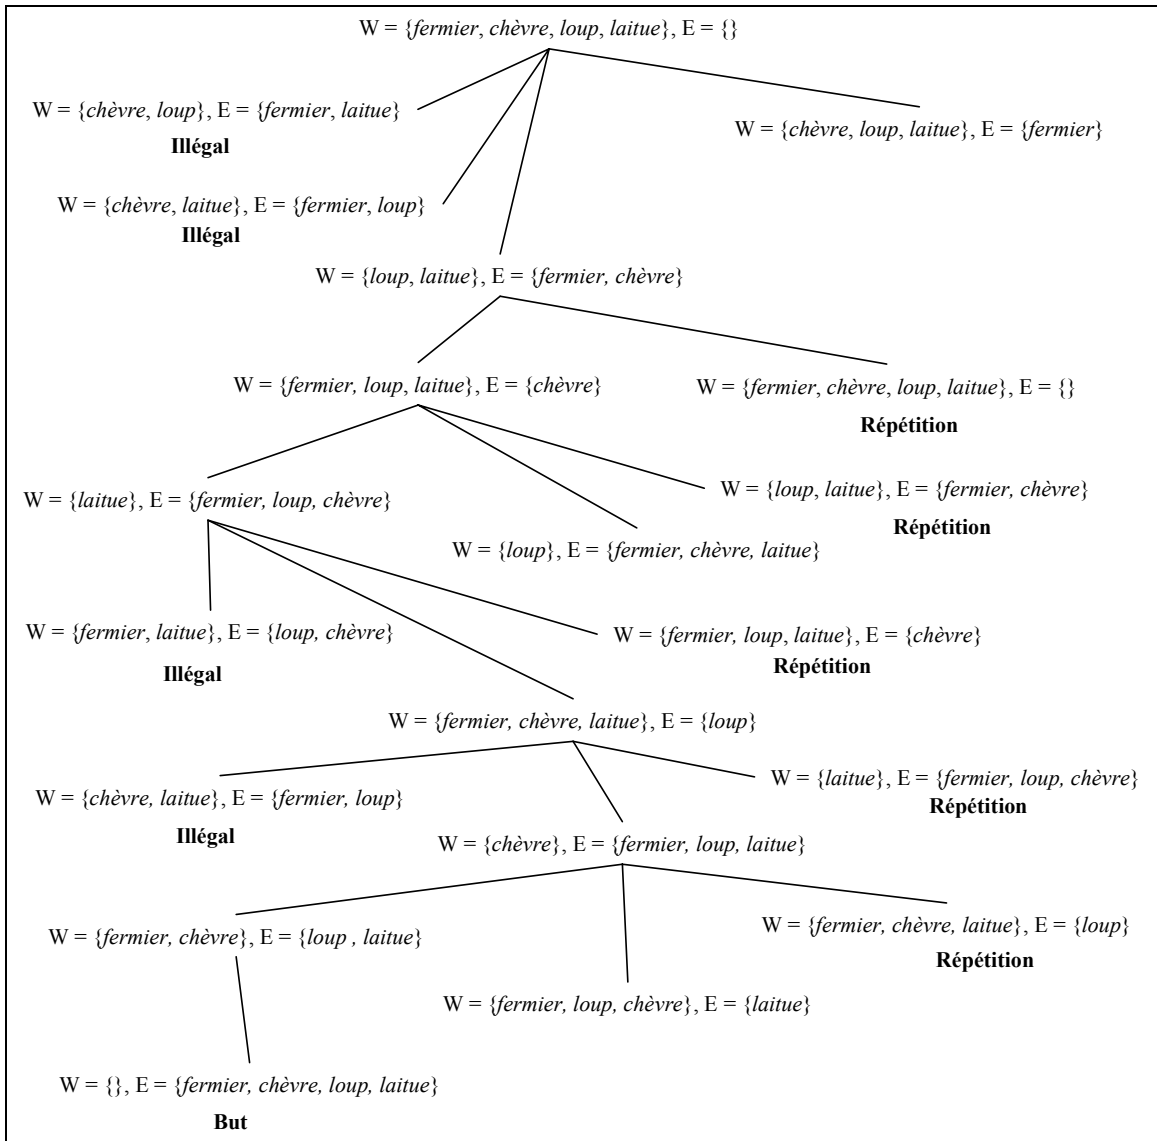 W = {fermier, chèvre, loup, laitue}, E = {}
W = {chèvre, loup}, E = {fermier, laitue}
Illégal
W = {chèvre, loup, laitue}, E = {fermier}
W = {chèvre, laitue}, E = {fermier, loup}
Illégal
W = {loup, laitue}, E = {fermier, chèvre}
W = {fermier, loup, laitue}, E = {chèvre}
W = {fermier, chèvre, loup, laitue}, E = {}
Répétition
W = {laitue}, E = {fermier, loup, chèvre}
W = {loup, laitue}, E = {fermier, chèvre}
Répétition
W = {loup}, E = {fermier, chèvre, laitue}
W = {fermier, laitue}, E = {loup, chèvre}
Illégal
W = {fermier, loup, laitue}, E = {chèvre}
Répétition
W = {fermier, chèvre, laitue}, E = {loup}
W = {chèvre, laitue}, E = {fermier, loup}
Illégal
W = {laitue}, E = {fermier, loup, chèvre}
Répétition
W = {chèvre}, E = {fermier, loup, laitue}
W = {fermier, chèvre}, E = {loup , laitue}
W = {fermier, chèvre, laitue}, E = {loup}
Répétition
W = {fermier, loup, chèvre}, E = {laitue}
W = {}, E = {fermier, chèvre, loup, laitue}
But